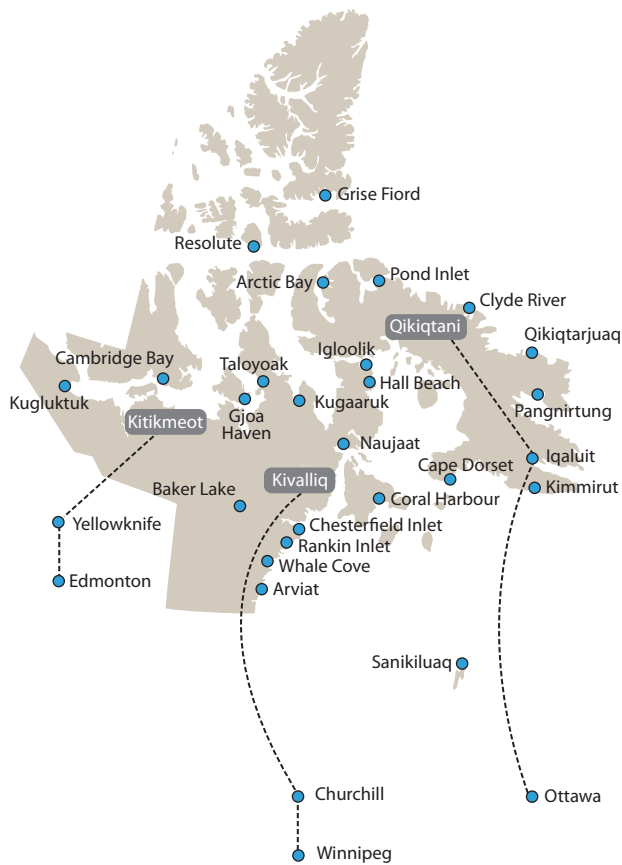 Grise Fiord
Resolute
Arctic Bay
Pond Inlet
Clyde River
Qikiqtani
Qikiqtarjuaq
Igloolik
Cambridge Bay
Taloyoak
Hall Beach
Kugluktuk
Gjoa
Haven
Kugaaruk
Pangnirtung
Kitikmeot
Naujaat
Iqaluit
Cape Dorset
Kivalliq
Kimmirut
Baker Lake
Coral Harbour
Yellowknife
Chesterfield Inlet
Rankin Inlet
Whale Cove
Edmonton
Arviat
Sanikiluaq
Churchill
Ottawa
Winnipeg